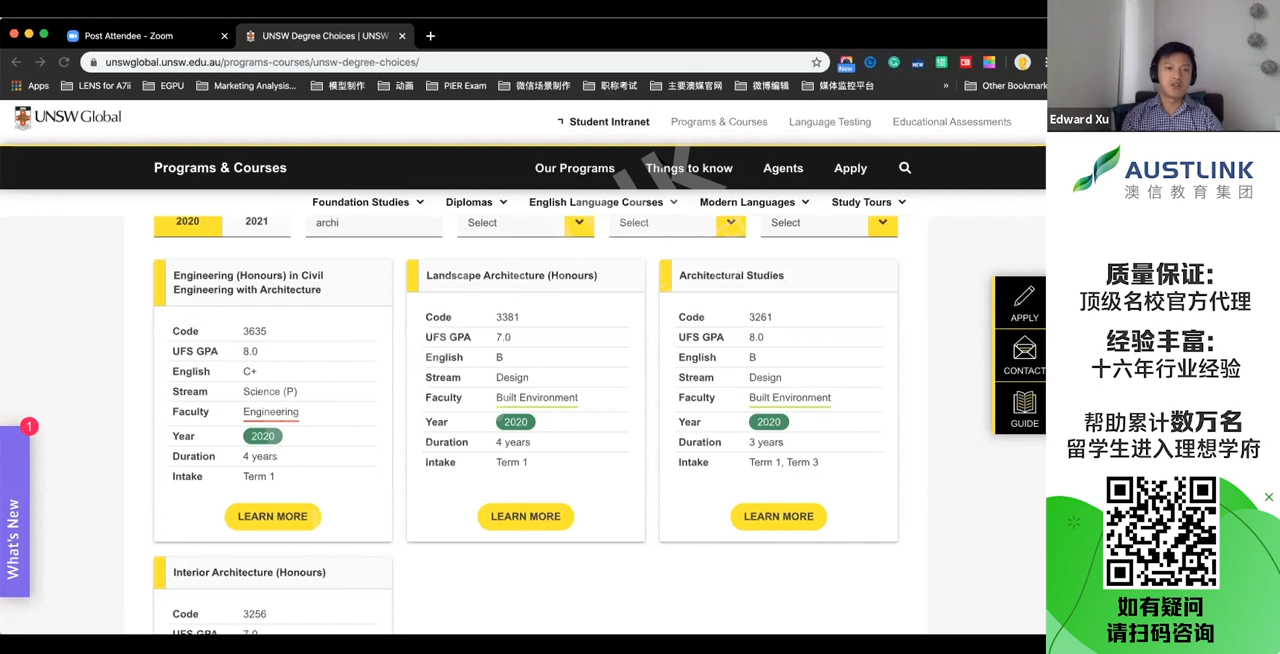 Post Attendee - Zoom
UNSW Degree Choices | UNSW
unswglobal.unsw.edu.au/programs-courses/unsw-degree-choices/
New
NEW
Apps
LENS for A7ii
EGPU
Marketing Analysis...
模型制作
动画
PIER Exam
微信场景制作
职称考试
主要澳媒官网
微博编辑
媒体监控平台
»
Other Bookmark
UNSW Global
Student Intranet
Programs & Courses
Language Testing
Educational Assessments
Programs & Courses
Our Programs
Things to know
Agents
Apply
Foundation Studies
Diplomas
English Language Courses
Modern Languages
Study Tours
2020
2021
archi
Select
Select
Select
Engineering (Honours) in Civil
Engineering with Architecture
Code 3635
UFS GPA 8.0
English C+
Stream Science (P)
Faculty Engineering
Year 2020
Duration 4 years
Intake Term 1
LEARN MORE
Landscape Architecture (Honours)
Code 3381
UFS GPA 7.0
English B
Stream Design
Faculty Built Environment
Year 2020
Duration 4 years
Intake Term 1
LEARN MORE
Architectural Studies
Code 3261
UFS GPA 8.0
English B
Stream Design
Faculty Built Environment
Year 2020
Duration 3 years
Intake Term 1, Term 3
LEARN MORE
Interior Architecture (Honours)
Code 3256
UFS GPA 7.0
What's New
1
APPLY
CONTACT
GUIDE
Edward Xu
AUSTLINK
澳信教育集团
质量保证:
顶级名校官方代理
经验丰富:
十六年行业经验
帮助累计数万名
留学生进入理想学府
如有疑问
请扫码咨询